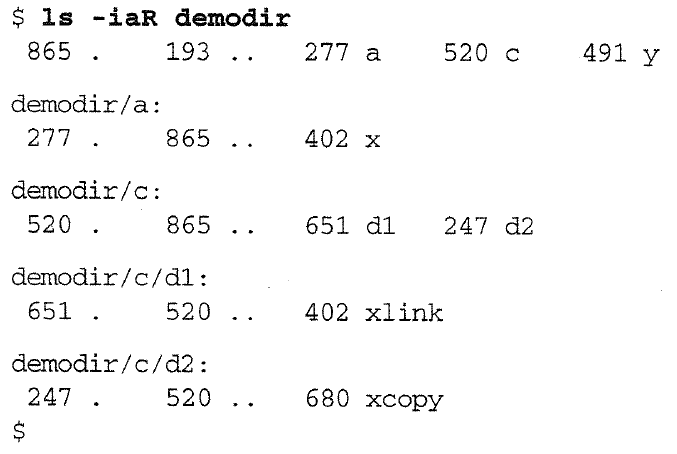 $ ls -iaR demodir
865 . 193 .. 277 a 520 c 491 y
demodir/a:
277 . 865 .. 402 x
demodir/c:
520 . 865 .. 651 d1 247 d2
demodir/c/d1:
651 . 520 .. 402 xlink
demodir/c/d2:
247 . 520 .. 680 xcopy
$